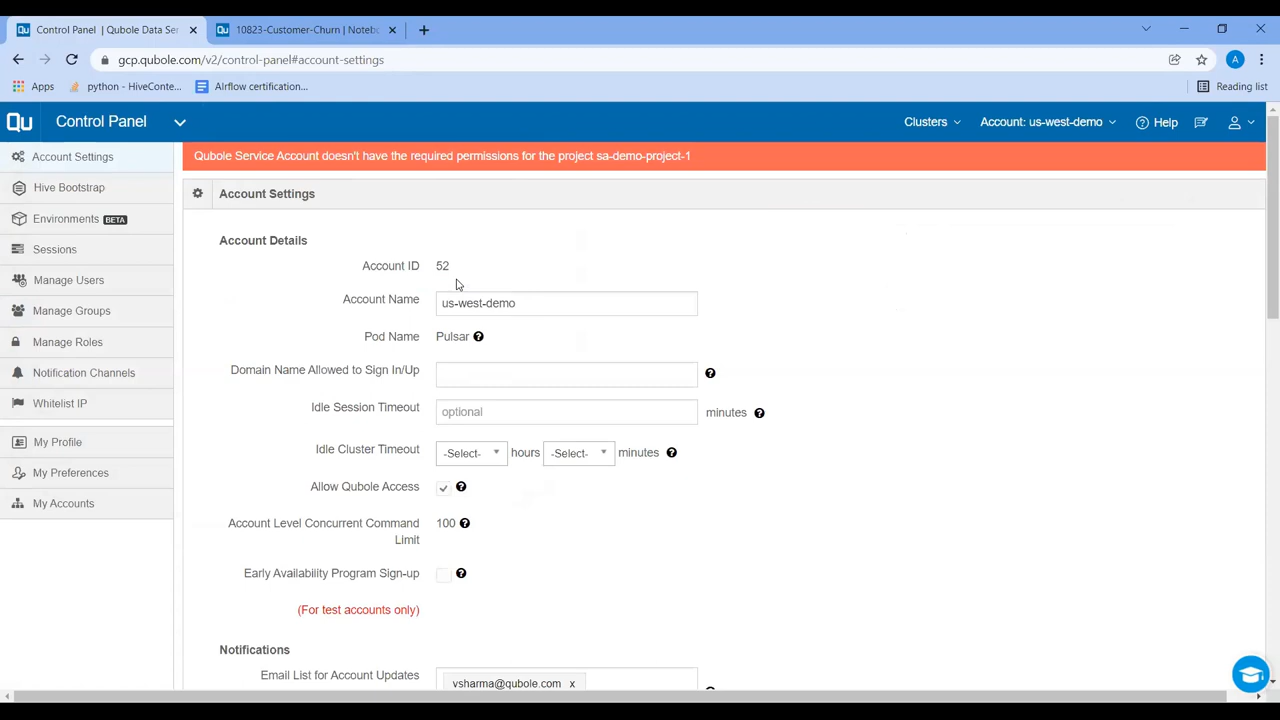 Control Panel | Qubole Data Ser
10823-Customer-Churn | Noteb
gcp.qubole.com/v2/control-panel#account-settings
A
Apps
python - HiveConte...
Airflow certification...
Reading list
Qu
Control Panel
Clusters
Account: us-west-demo
Help
Account Settings
Hive Bootstrap
Environments BETA
Sessions
Manage Users
Manage Groups
Manage Roles
Notification Channels
Whitelist IP
My Profile
My Preferences
My Accounts
Qubole Service Account doesn't have the required permissions for the project sa-demo-project-1
Account Settings
Account Details
Account ID 52
Account Name us-west-demo
Pod Name Pulsar
Domain Name Allowed to Sign In/Up
Idle Session Timeout optional minutes
Idle Cluster Timeout -Select- hours -Select- minutes
Allow Qubole Access
Account Level Concurrent Command 100
Limit
Early Availability Program Sign-up
(For test accounts only)
Notifications
Email List for Account Updates vsharma@qubole.com x